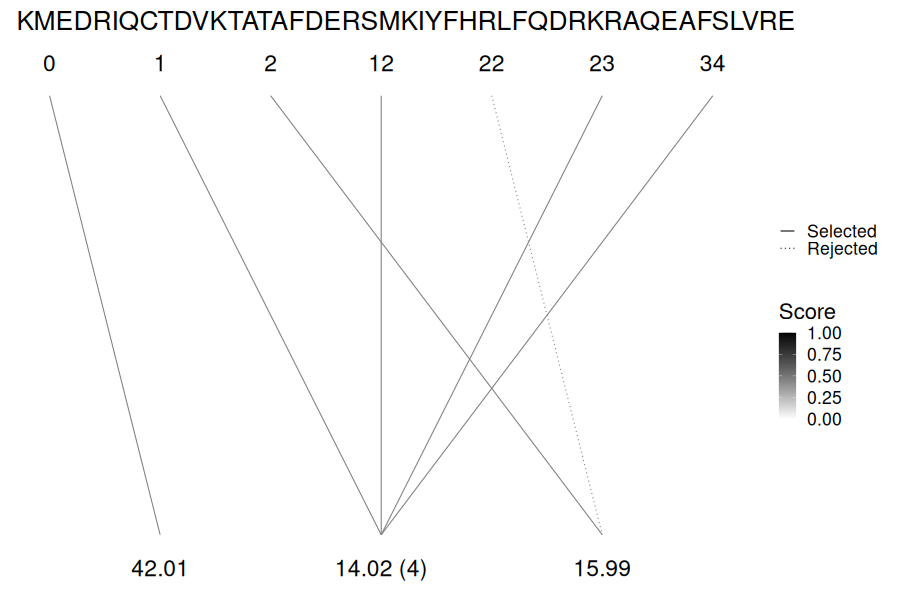 KMEDRIQCTDVKTATAFDERSMKIYFHRLFQDRKRAQEAFSLVRE
0 1 2 12 22 23 34
Selected
Rejected
Score
1.00
0.75
0.50
0.25
0.00
42.01 14.02 (4) 15.99